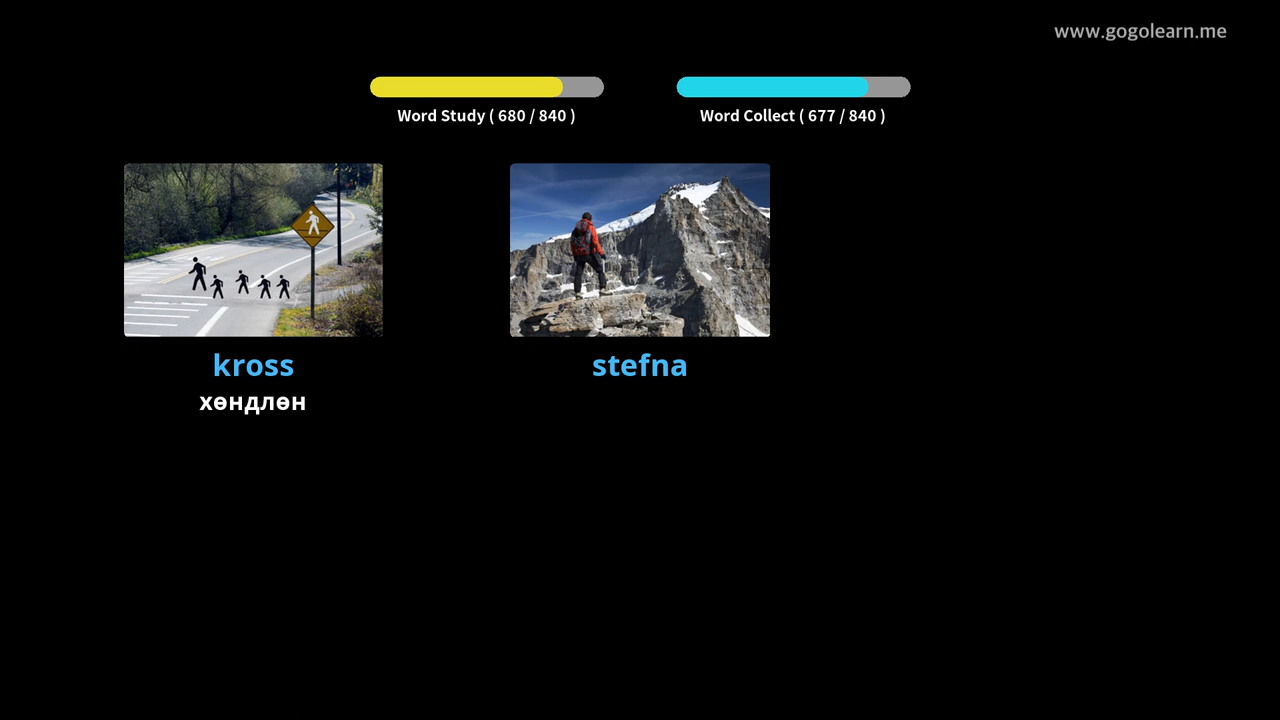 www.gogolearn.me
Word Study ( 680 / 840 )
Word Collect ( 677 / 840 )
kross
хөндлөн
stefna